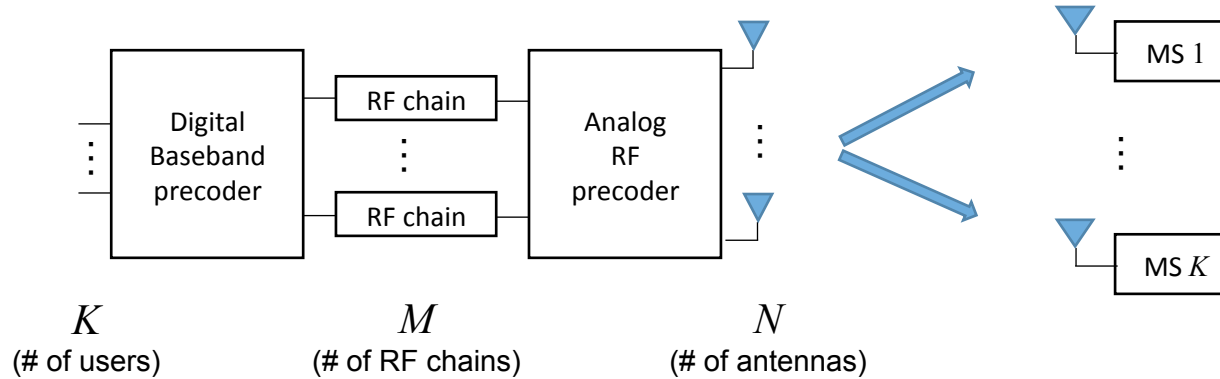 Digital
Baseband
precoder
RF chain
⋮
RF chain
Analog
RF
precoder
MS 1
⋮
MS K
K
(# of users)
M
(# of RF chains)
N
(# of antennas)